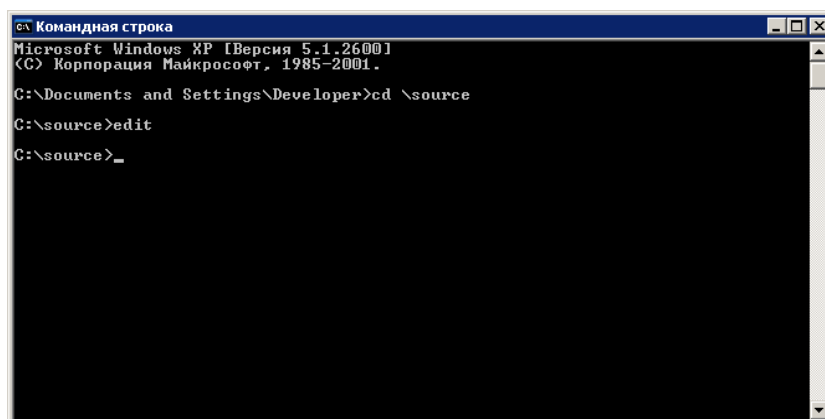 Командная строка
Microsoft Windows XP [Версия 5.1.2600]
(C) Корпорация Майкрософт, 1985-2001.
C:\Documents and Settings\Developer>cd \source
C:\source>edit
C:\source>_